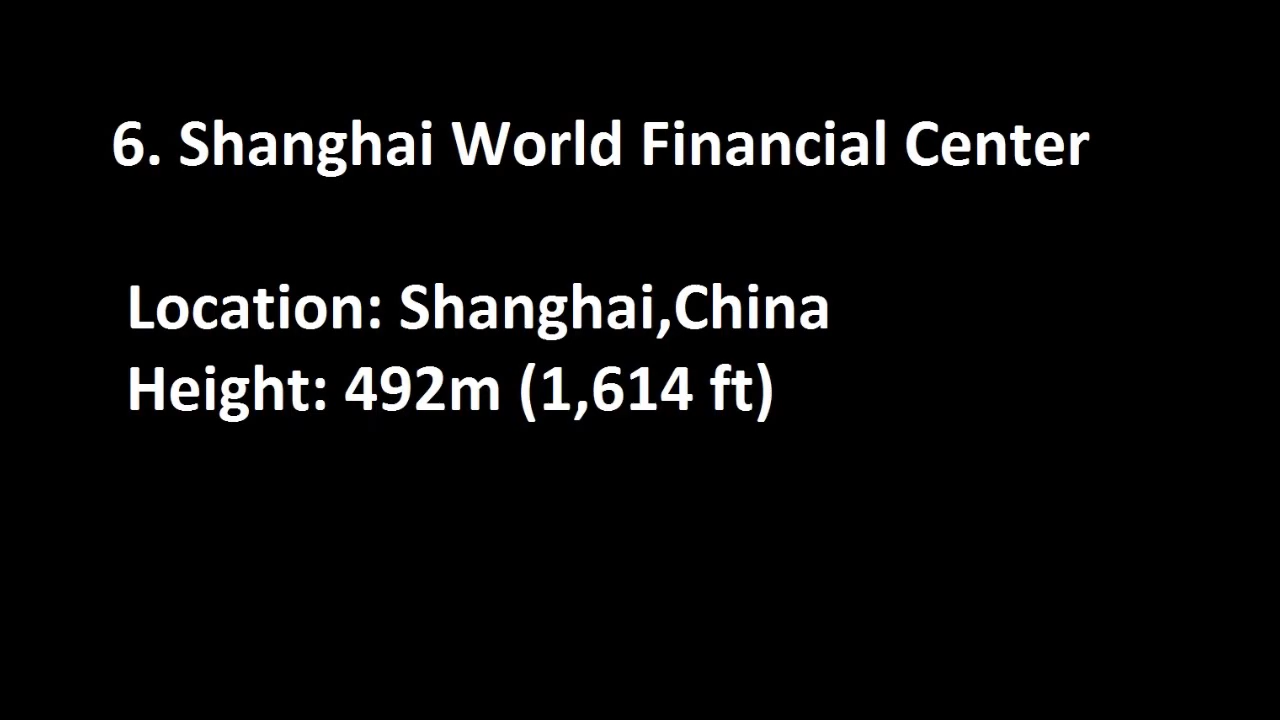 6. Shanghai World Financial Center
Location: Shanghai,China
Height: 492m (1,614 ft)